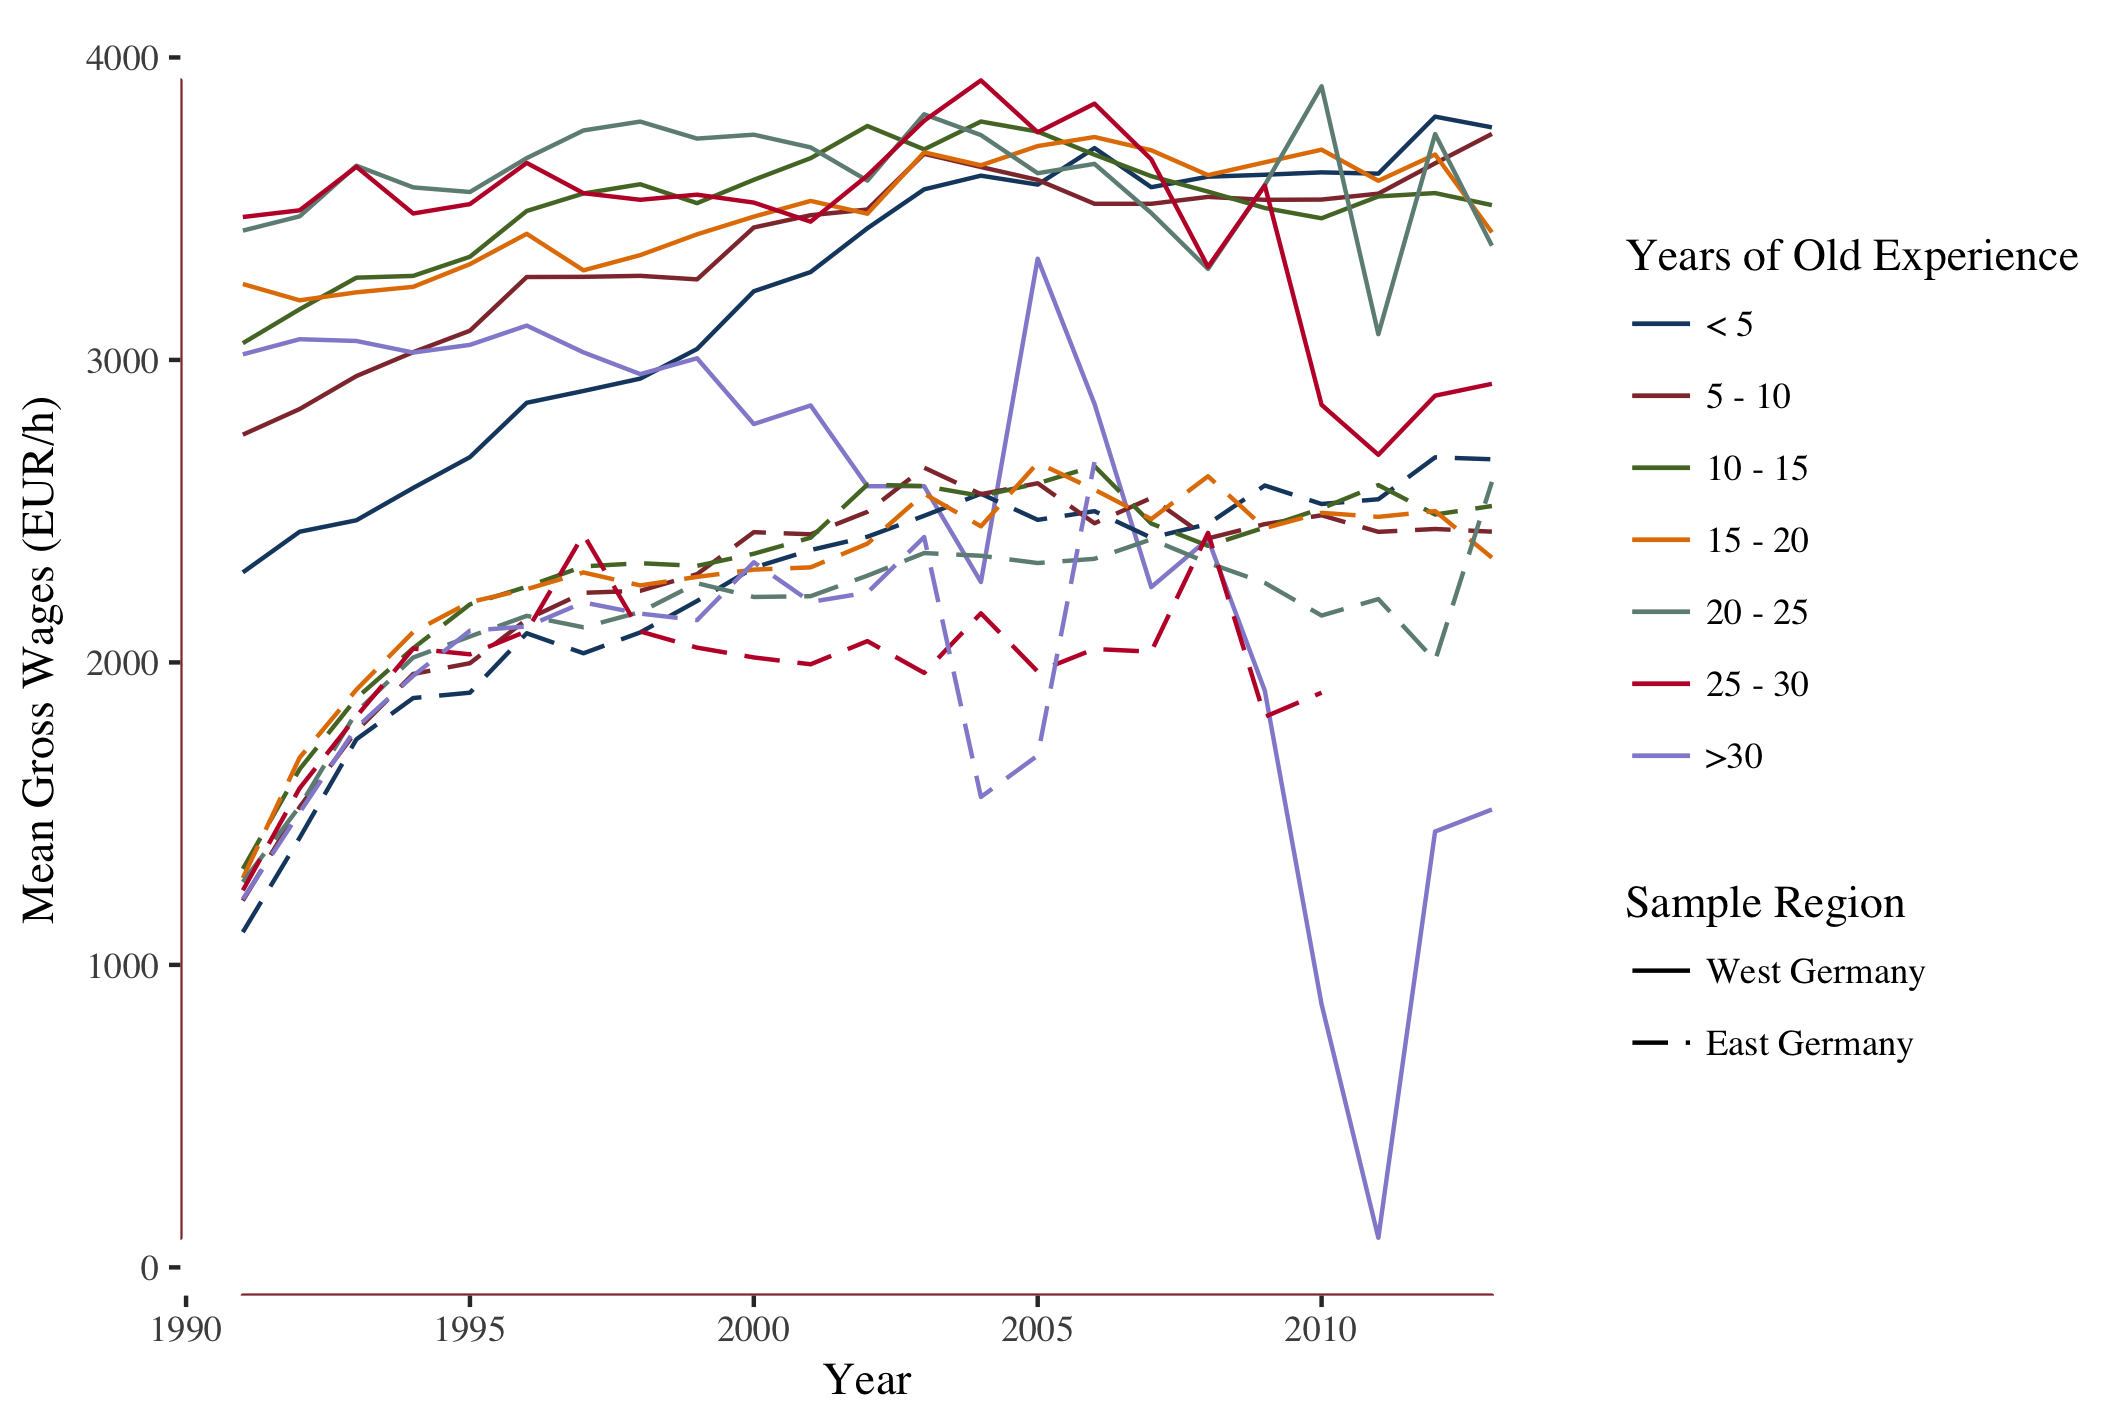 4000
3000
2000
1000
0
Mean Gross Wages (EUR/h)
1990
1995
2000
2005
2010
Year
Years of Old Experience
< 5
5 - 10
10 - 15
15 - 20
20 - 25
25 - 30
>30
Sample Region
West Germany
East Germany